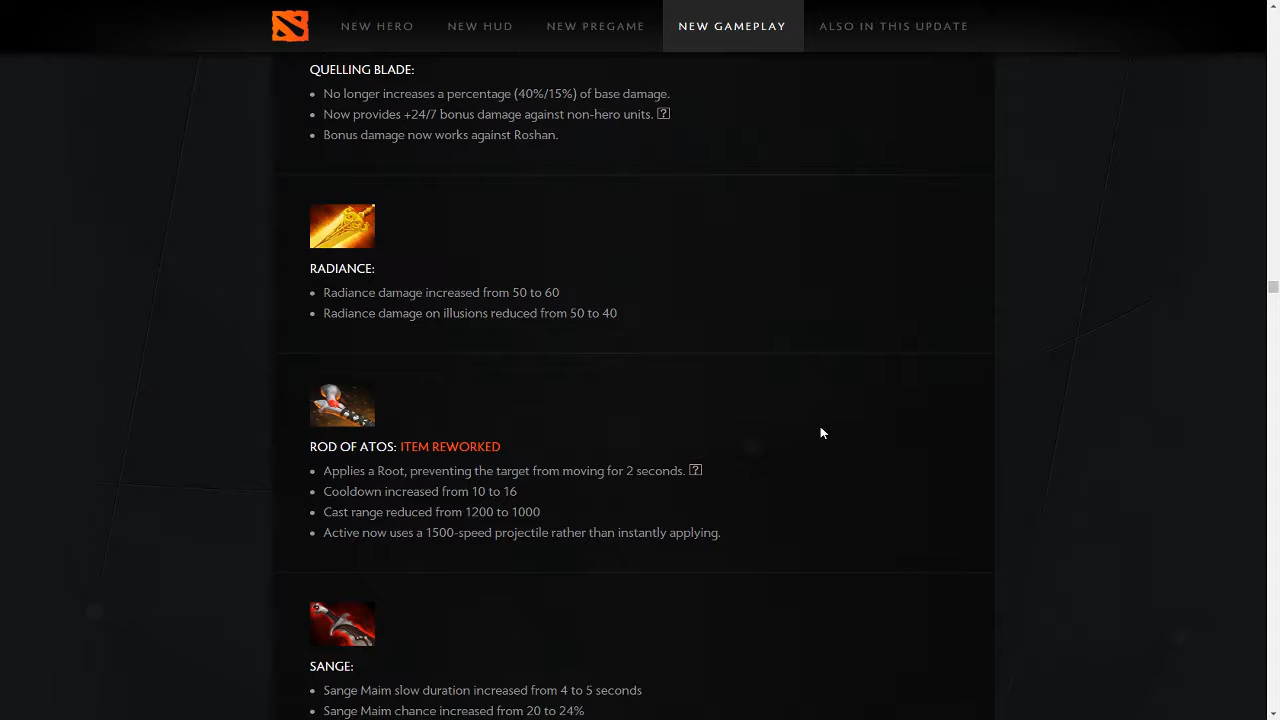 NEW HERO NEW HUD NEW PREGAME NEW GAMEPLAY ALSO IN THIS UPDATE
QUELLING BLADE:
• No longer increases a percentage (40%/15%) of base damage.
• Now provides +24/7 bonus damage against non-hero units. ?
• Bonus damage now works against Roshan.
RADIANCE:
• Radiance damage increased from 50 to 60
• Radiance damage on illusions reduced from 50 to 40
ROD OF ATOS: ITEM REWORKED
• Applies a Root, preventing the target from moving for 2 seconds. ?
• Cooldown increased from 10 to 16
• Cast range reduced from 1200 to 1000
• Active now uses a 1500-speed projectile rather than instantly applying.
SANGE:
• Sange Maim slow duration increased from 4 to 5 seconds
• Sange Maim chance increased from 20 to 24%